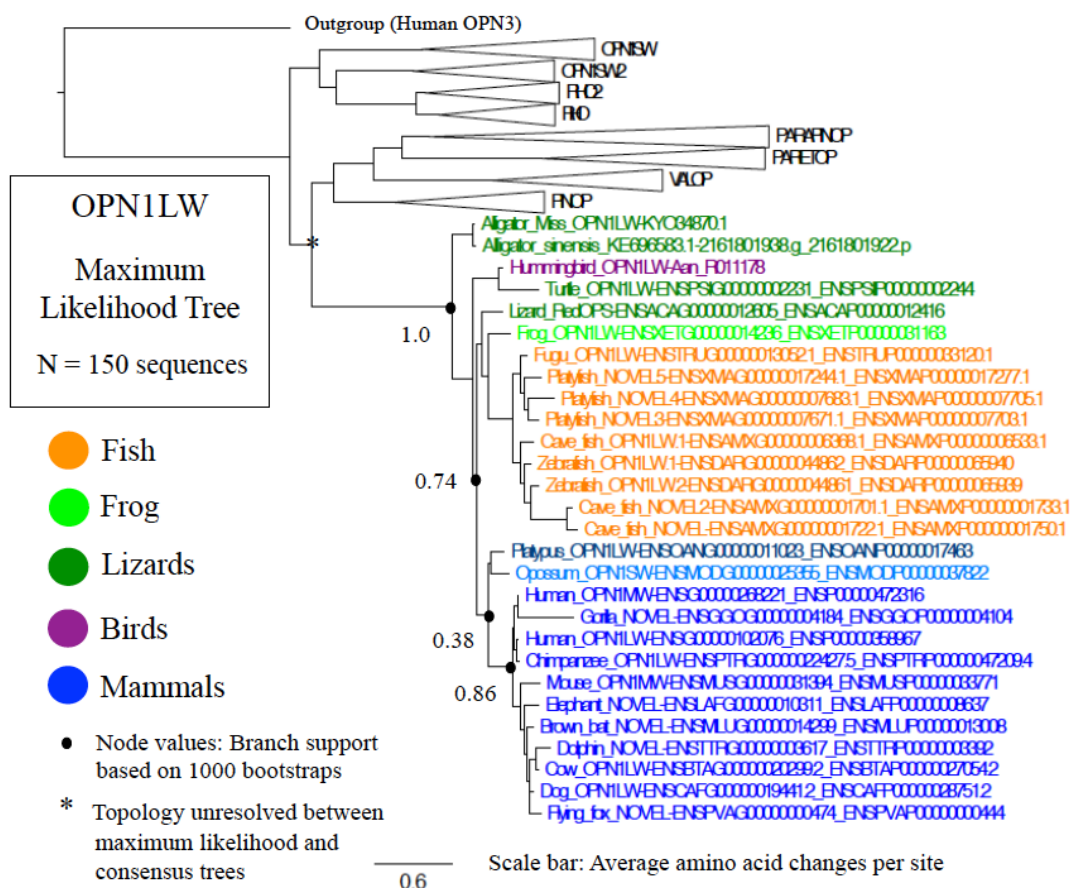 Outgroup (Human OPN3)
OPN1SW
OPN1SW2
RHO2
RHO
PARAPINOP
PARIETOP
VALOP
PINOP
OPN1LW
Maximum
Likelihood Tree
N = 150 sequences
Alligator_Miss_OPN1LW-KYO34870.1
Alligator_sinensis_KE696583.1-2161801938.g_2161801922.p
Hummingbird_OPN1LW-Aan_R011178
Turtle_OPN1LW-ENSPSIG00000002231_ENSPSIP00000002244
Lizard_RedOPS-ENSACAG00000012605_ENSACAP00000012416
Frog_OPN1LW-ENSXETG00000014236_ENSXETP00000031163
Fugu_OPN1LW-ENSTRUG00000013052.1_ENSTRUP00000033120.1
Platyfish_NOVEL5-ENSXMAG00000017244.1_ENSXMAP00000017277.1
Platyfish_NOVEL4-ENSXMAG00000007683.1_ENSXMAP00000007705.1
Platyfish_NOVEL3-ENSXMAG00000007671.1_ENSXMAP00000007703.1
Cave_fish_OPN1LW.1-ENSAMXG00000006368.1_ENSAMXP00000006533.1
Zebrafish_OPN1LW.1-ENSDARG00000044862_ENSDARP00000065940
Zebrafish_OPN1LW2-ENSDARG00000044861_ENSDARP00000065939
Cave_fish_NOVEL2-ENSAMXG00000001701.1_ENSAMXP00000001733.1
Cave_fish_NOVEL-ENSAMXG00000001722.1_ENSAMXP00000001750.1
Platypus_OPN1LW-ENSOANG00000011023_ENSOANP00000017463
Opossum_OPN1SW-ENSMODG00000025355_ENSMODP00000037822
Human_OPN1MW-ENSG00000268221_ENSP00000472316
Gorilla_NOVEL-ENSGGOG00000004184_ENSGGOP00000004104
Human_OPN1LW-ENSG00000102076_ENSP00000358967
Chimpanzee_OPN1LW-ENSPTRG00000022427.5_ENSPTRP00000047209.4
Mouse_OPN1MW-ENSMUSG00000031394_ENSMUSP00000033771
Elephant_NOVEL-ENSLAFG00000010311_ENSLAFP00000008637
Brown_bat_NOVEL-ENSMLUG00000014299_ENSMLUP00000013008
Dolphin_NOVEL-ENSTTRG00000003617_ENSTTRP00000003392
Cow_OPN1LW-ENSBTAG00000020299.2_ENSBTAP00000027054.2
Dog_OPN1LW-ENSCAFG00000019441.2_ENSCAFP00000028751.2
Flying_fox_NOVEL-ENSPVAG00000000474_ENSPVAP00000000444
*
1.0
0.74
0.38
0.86
Fish
Frog
Lizards
Birds
Mammals
Node values: Branch support
based on 1000 bootstraps
* Topology unresolved between
maximum likelihood and
consensus trees
0.6
Scale bar: Average amino acid changes per site